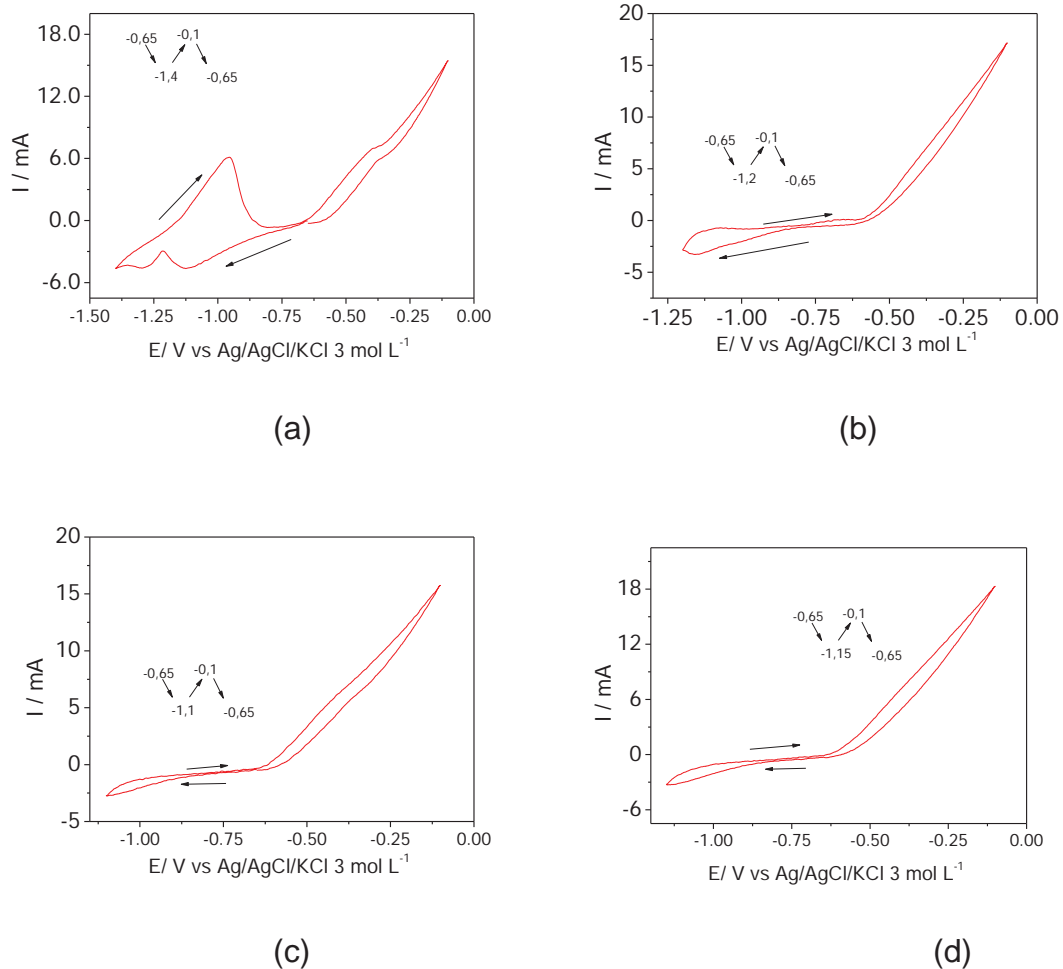 18.0
12.0
6.0
0.0
-6.0
I / mA
-0,65
-0,1
-1,4
-0,65
-1.50 -1.25 -1.00 -0.75 -0.50 -0.25 0.00
E/ V vs Ag/AgCl/KCl 3 mol L⁻¹
(a)
20
15
10
5
0
-5
I / mA
-0,65
-0,1
-1,2
-0,65
-1.25 -1.00 -0.75 -0.50 -0.25 0.00
E/ V vs Ag/AgCl/KCl 3 mol L⁻¹
(b)
20
15
10
5
0
-5
I / mA
-0,65
-0,1
-1,1
-0,65
-1.00 -0.75 -0.50 -0.25 0.00
E/ V vs Ag/AgCl/KCl 3 mol L⁻¹
(c)
18
12
6
0
-6
I / mA
-0,65
-0,1
-1,15
-0,65
-1.00 -0.75 -0.50 -0.25 0.00
E/ V vs Ag/AgCl/KCl 3 mol L⁻¹
(d)